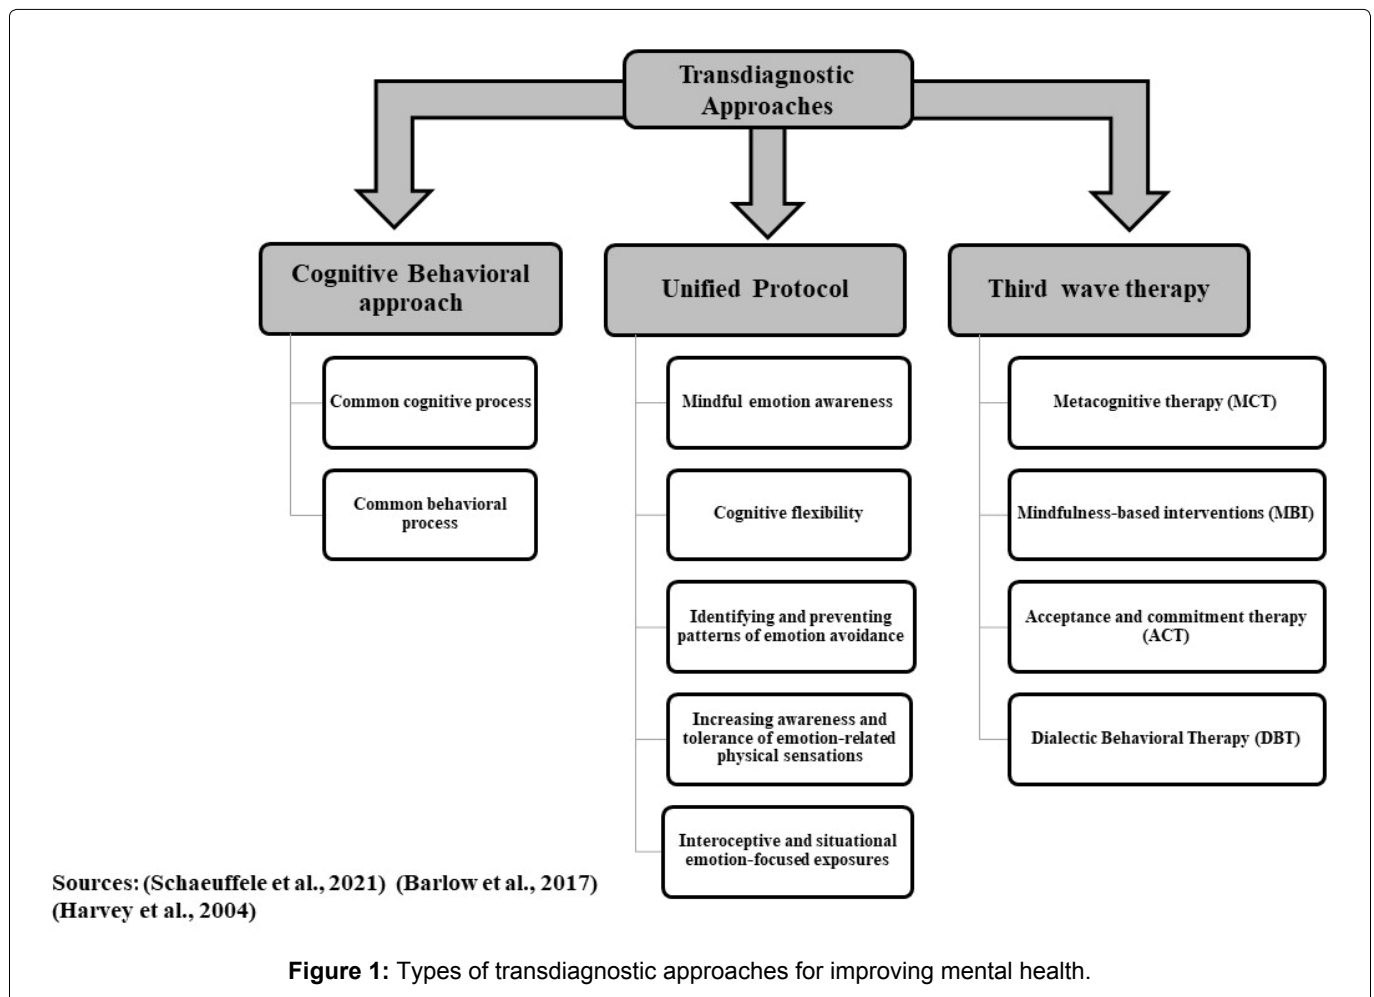 Transdiagnostic
Approaches
Cognitive Behavioral
approach
Common cognitive process
Common behavioral
process
Unified Protocol
Mindful emotion awareness
Cognitive flexibility
Identifying and preventing
patterns of emotion avoidance
Increasing awareness and
tolerance of emotion-related
physical sensations
Interoceptive and situational
emotion-focused exposures
Third wave therapy
Metacognitive therapy (MCT)
Mindfulness-based interventions (MBI)
Acceptance and commitment therapy
(ACT)
Dialectic Behavioral Therapy (DBT)
Sources: (Schaeuffele et al., 2021) (Barlow et al., 2017)
(Harvey et al., 2004)
Figure 1: Types of transdiagnostic approaches for improving mental health.